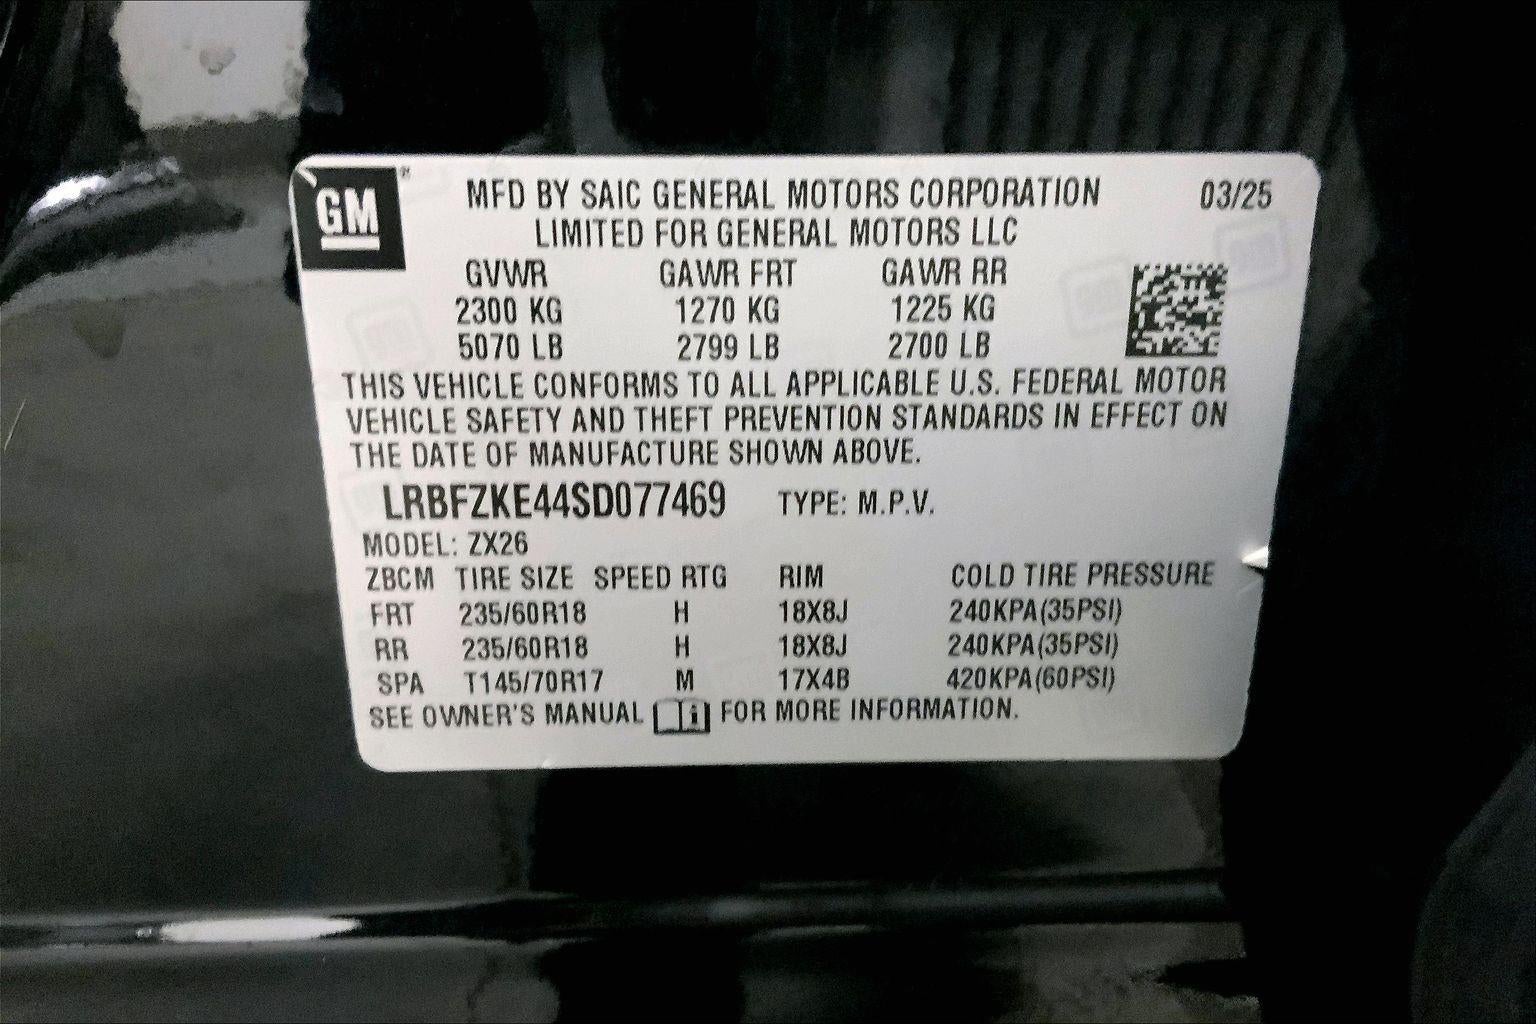 GM
MFD BY SAIC GENERAL MOTORS CORPORATION 03/25
LIMITED FOR GENERAL MOTORS LLC
GVWR GAWR FRT GAWR RR
2300 KG 1270 KG 1225 KG
5070 LB 2799 LB 2700 LB
THIS VEHICLE CONFORMS TO ALL APPLICABLE U.S. FEDERAL MOTOR
VEHICLE SAFETY AND THEFT PREVENTION STANDARDS IN EFFECT ON
THE DATE OF MANUFACTURE SHOWN ABOVE.
LRBFZKE44SD077469 TYPE: M.P.V.
MODEL: ZX26
ZBCM TIRE SIZE SPEED RTG RIM COLD TIRE PRESSURE
FRT 235/60R18 H 18X8J 240KPA(35PSI)
RR 235/60R18 H 18X8J 240KPA(35PSI)
SPA T145/70R17 M 17X4B 420KPA(60PSI)
SEE OWNER'S MANUAL i FOR MORE INFORMATION.